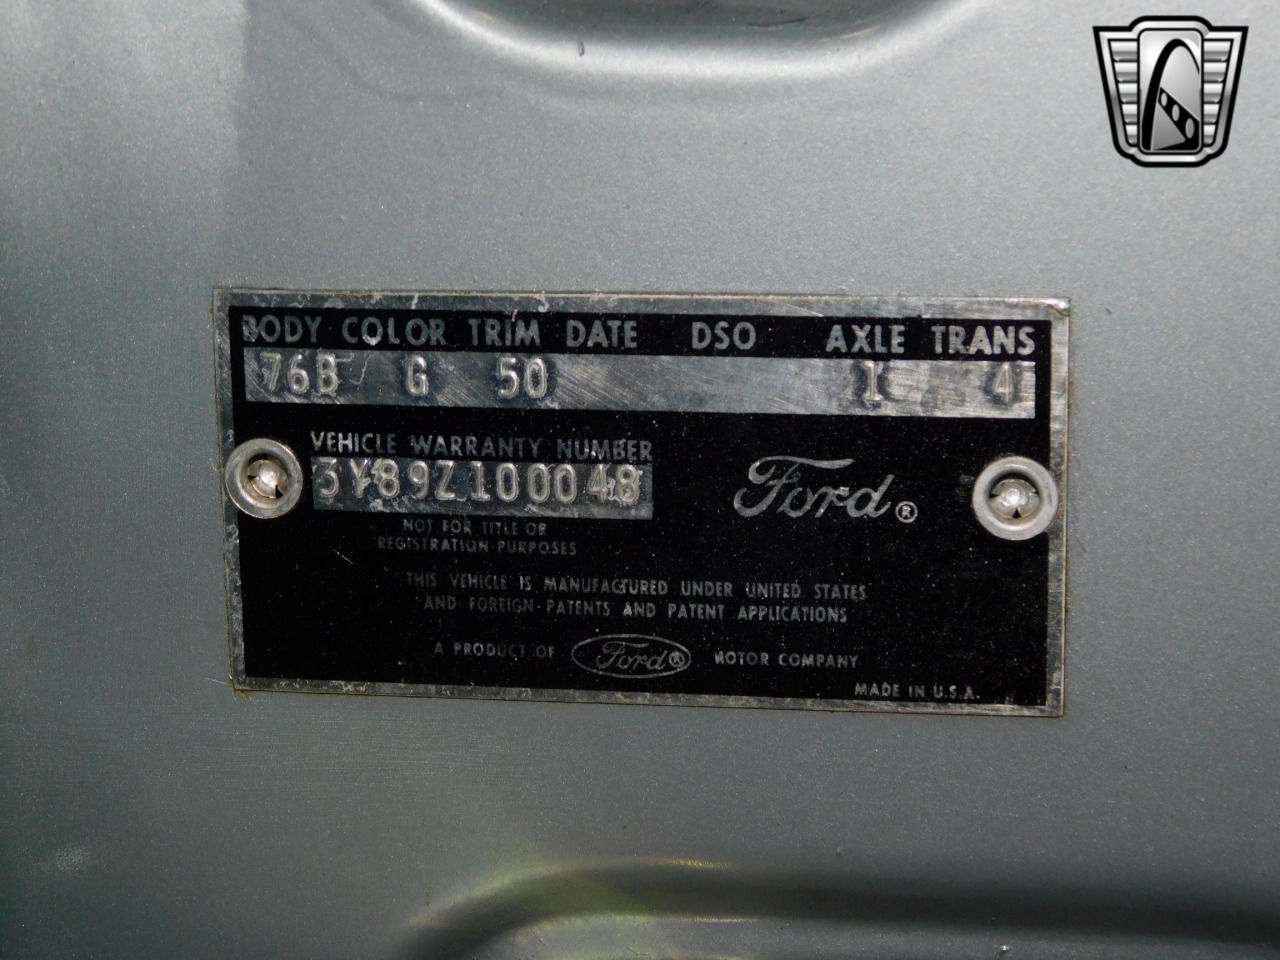 BODY COLOR TRIM DATE DSO AXLE TRANS
76B G 50 1 4
VEHICLE WARRANTY NUMBER
3Y89Z100048
Ford®
NOT FOR TITLE OR
REGISTRATION PURPOSES
THIS VEHICLE IS MANUFACTURED UNDER UNITED STATES
AND FOREIGN PATENTS AND PATENT APPLICATIONS
A PRODUCT OF Ford® MOTOR COMPANY
MADE IN U.S.A.